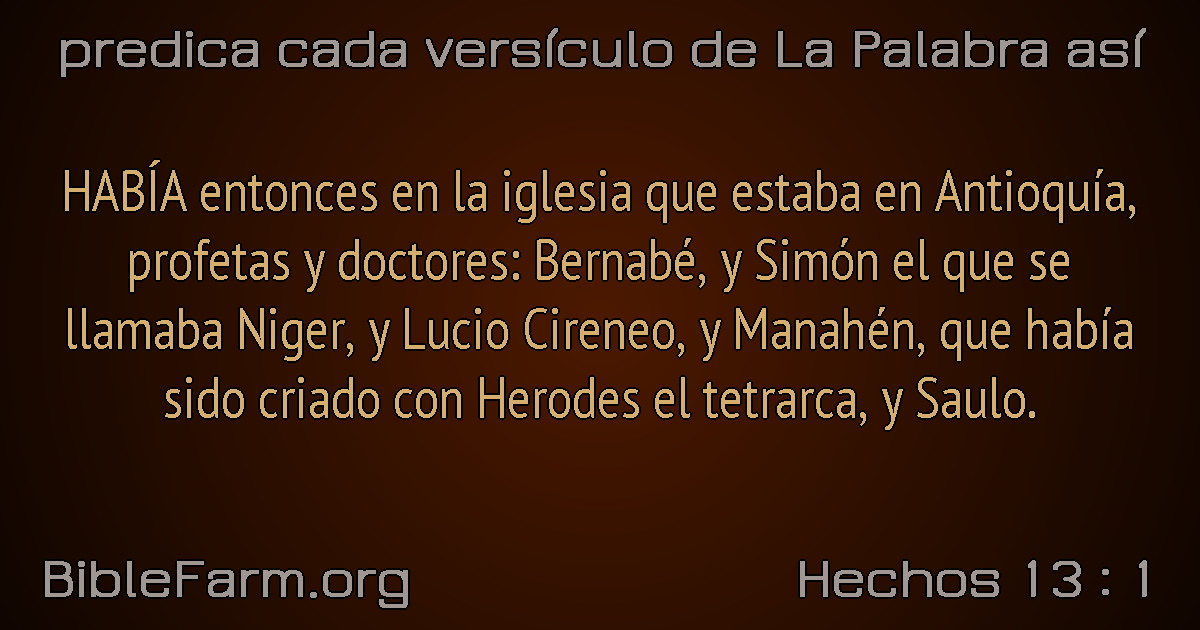 predica cada versículo de La Palabra así
HABÍA entonces en la iglesia que estaba en Antioquía,
profetas y doctores: Bernabé, y Simón el que se
llamaba Niger, y Lucio Cireneo, y Manahén, que había
sido criado con Herodes el tetrarca, y Saulo.
BibleFarm.org
Hechos 13 : 1